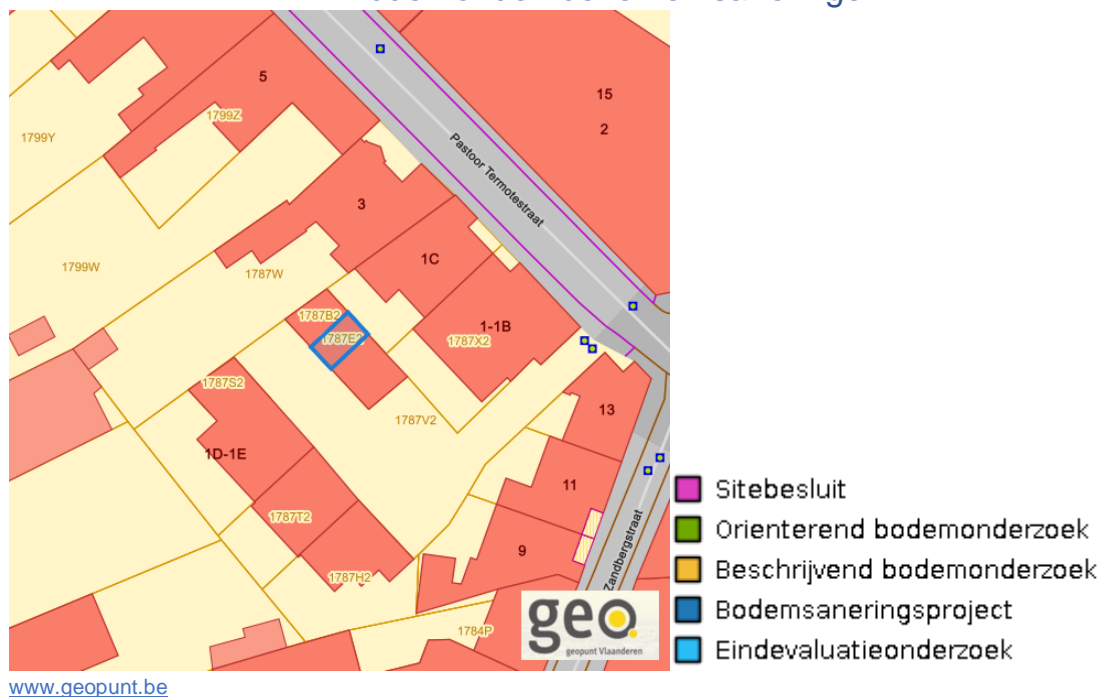 5
15
2
1799Z
1799Y
Pastoor Termotestraat
3
1C
1799W
1787W
1787B2
1-1B
1787X2
1787E2
1787S2
13
1787V2
1D-1E
11
1787T2
Zandbergstraat
9
1787H2
1784P
geo.
geopunt Vlaanderen
Sitebesluit
Orienterend bodemonderzoek
Beschrijvend bodemonderzoek
Bodemsaneringsproject
Eindevaluatieonderzoek
www.geopunt.be